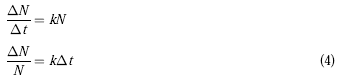 ΔN/Δt = kN
ΔN/N = kΔt (4)